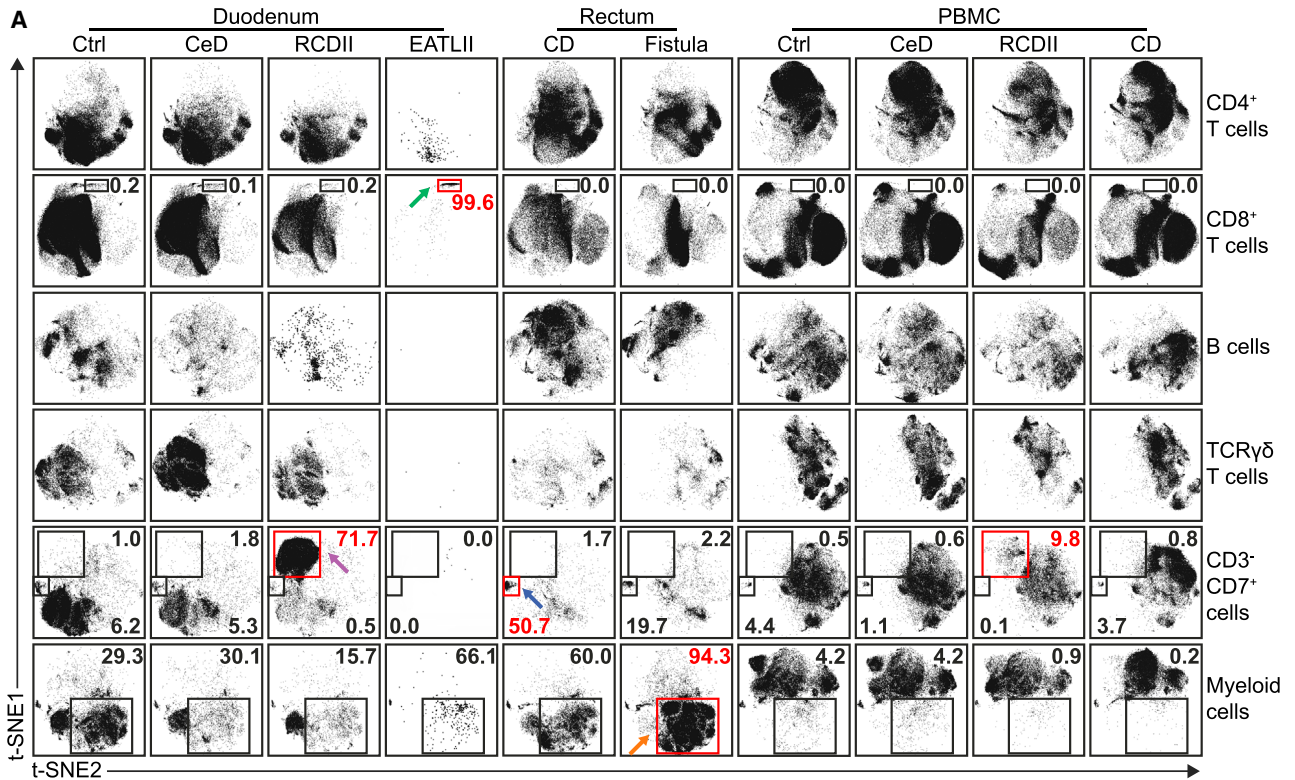 A
Duodenum Rectum PBMC
Ctrl CeD RCDII EATLII CD Fistula Ctrl CeD RCDII CD
CD4+
T cells
0.2 0.1 0.2 99.6 0.0 0.0 0.0 0.0 0.0 0.0
CD8+
T cells
B cells
TCRγδ
T cells
1.0 1.8 71.7 0.0 1.7 2.2 0.5 0.6 9.8 0.8
CD3-
CD7+
cells
6.2 5.3 0.5 0.0 50.7 19.7 4.4 1.1 0.1 3.7
29.3 30.1 15.7 66.1 60.0 94.3 4.2 4.2 0.9 0.2
Myeloid
cells
t-SNE1
t-SNE2